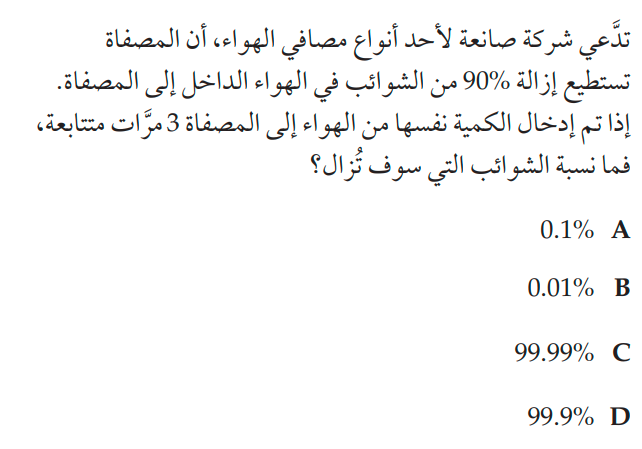 تدَّعي شركة صانعة لأحد أنواع مصافي الهواء، أن المصفاة
تستطيع إزالة 90% من الشوائب في الهواء الداخل إلى المصفاة.
إذا تم إدخال الكمية نفسها من الهواء إلى المصفاة 3 مرَّات متتابعة،
فما نسبة الشوائب التي سوف تُزال؟
A 0.1%
B 0.01%
C 99.99%
D 99.9%